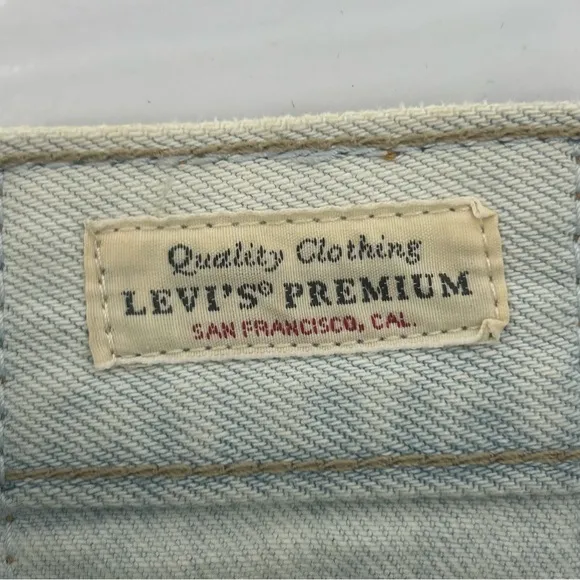 Quality Clothing
LEVI'S® PREMIUM
SAN FRANCISCO, CAL.